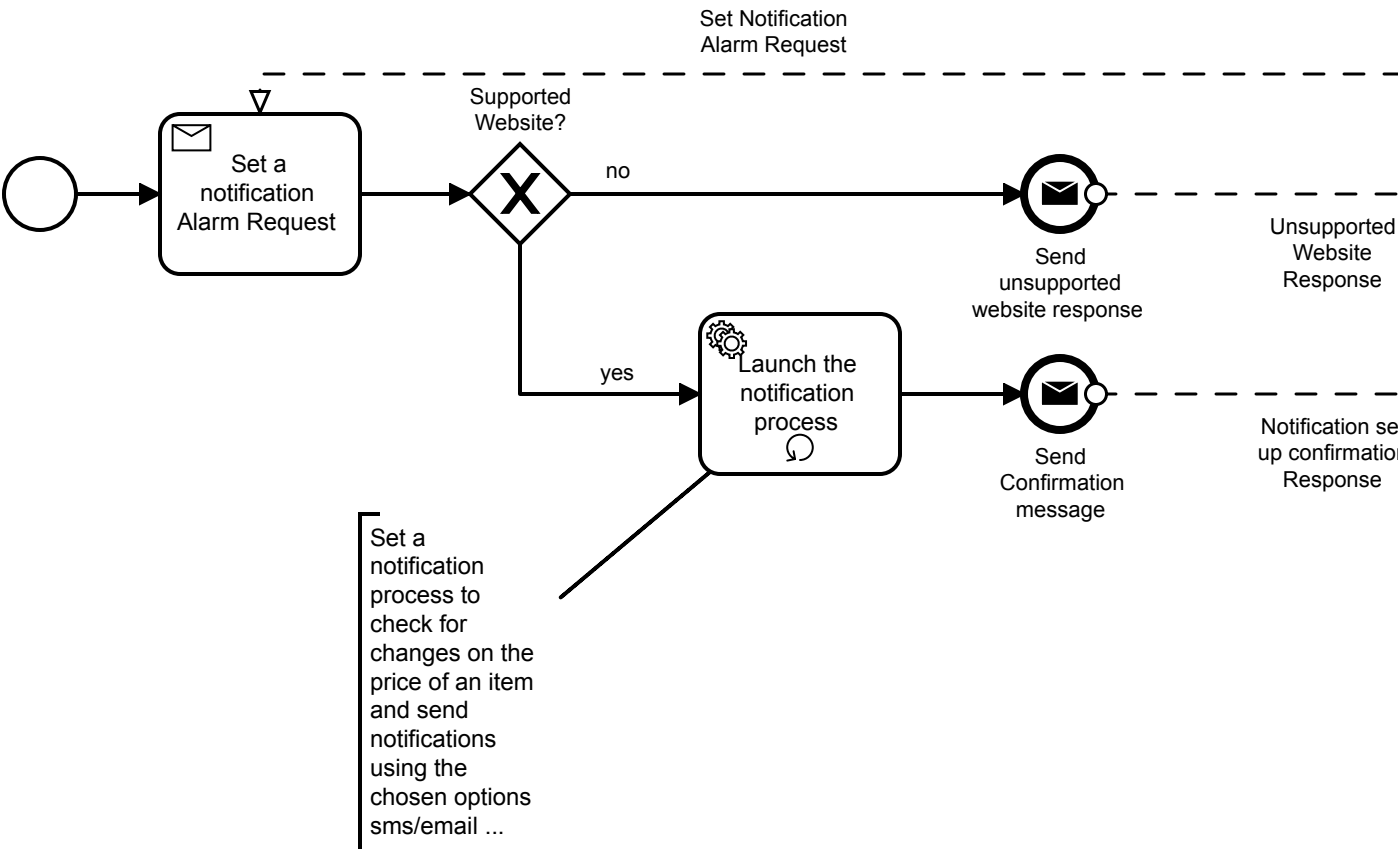 Set Notification
Alarm Request
Supported
Website?
Set a
notification
Alarm Request
no
Send
unsupported
website response
Unsupported
Website
Response
yes
Launch the
notification
process
Send
Confirmation
message
Notification se
up confirmation
Response
Set a
notification
process to
check for
changes on the
price of an item
and send
notifications
using the
chosen options
sms/email ...